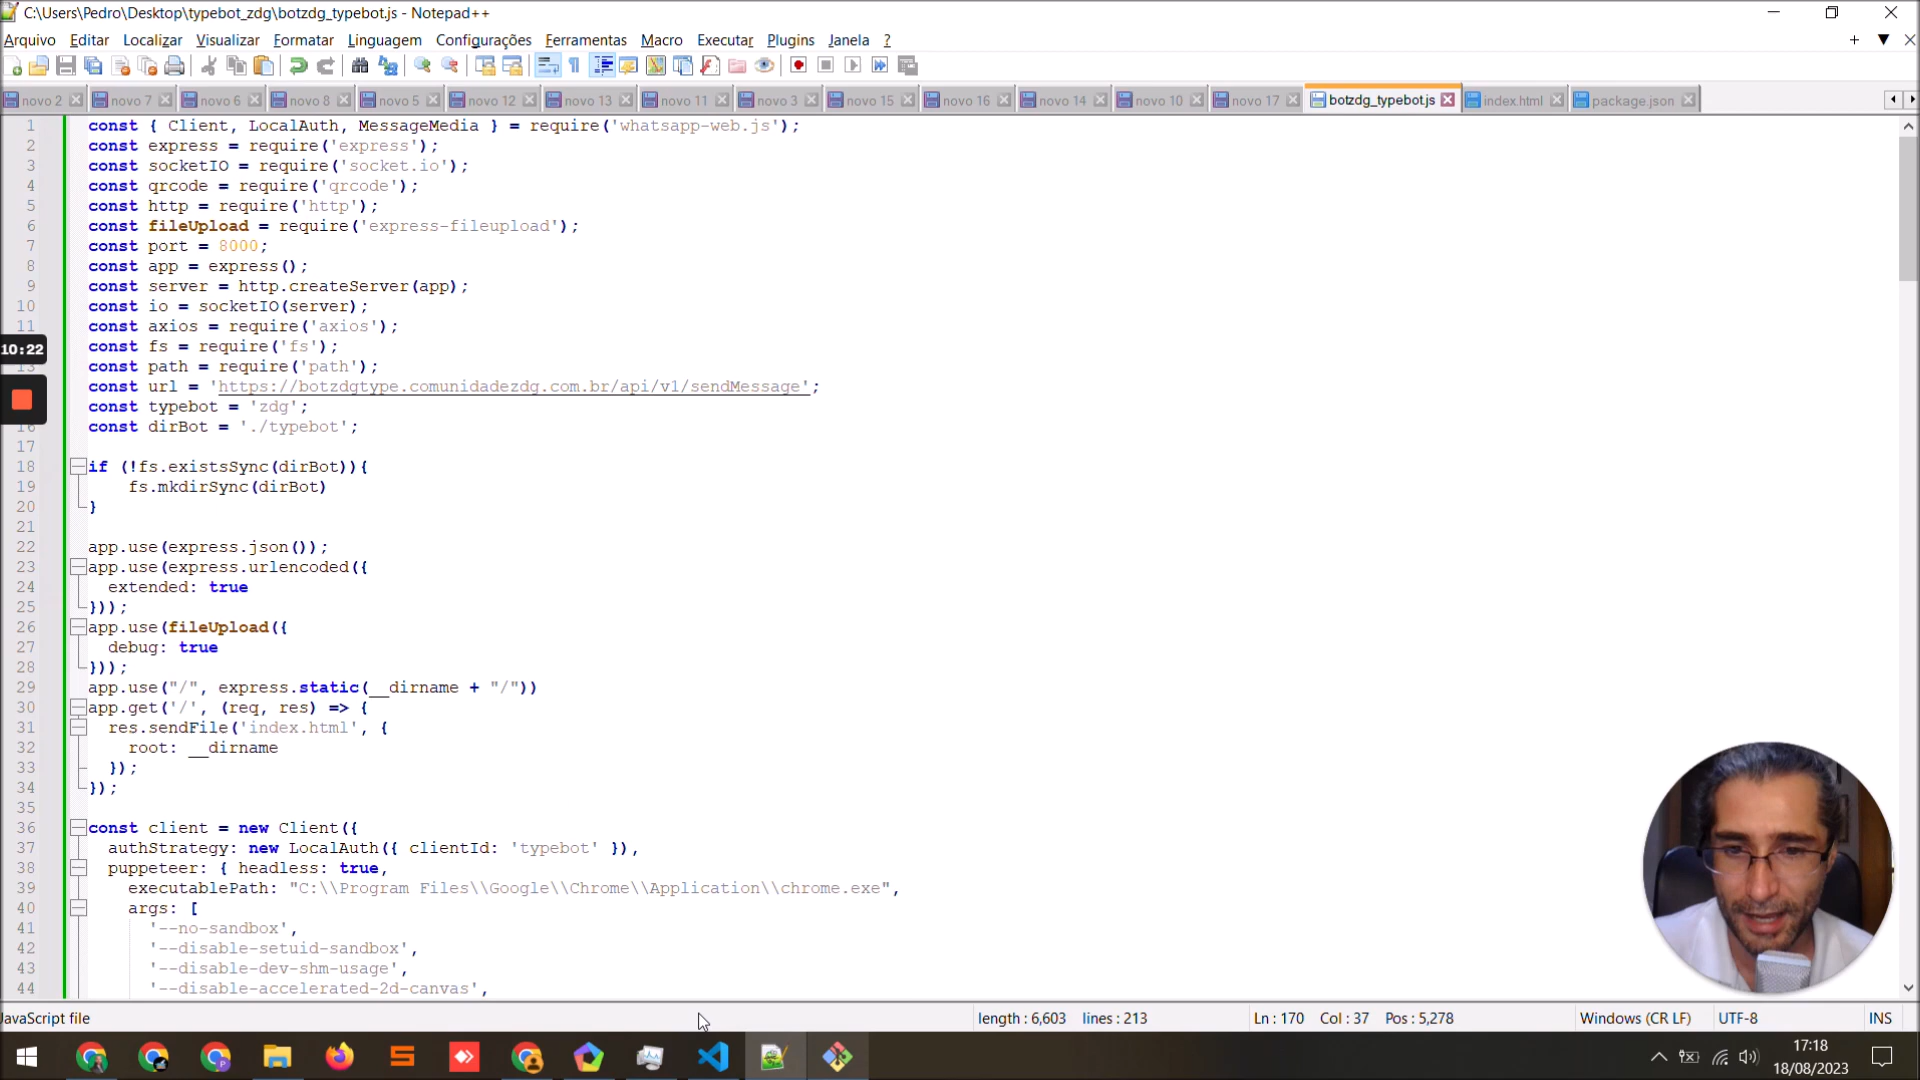 C:\Users\Pedro\Desktop\typebot_zdg\botzdg_typebot.js - Notepad++
Arquivo Editar Localizar Visualizar Formatar Linguagem Configurações Ferramentas Macro Executar Plugins Janela ?
novo 2 novo 7 novo 6 novo 8 novo 5 novo 12 novo 13 novo 11 novo 3 novo 15 novo 16 novo 14 novo 10 novo 17 botzdg_typebot.js index.html package.json
1 const { Client, LocalAuth, MessageMedia } = require('whatsapp-web.js');
2 const express = require('express');
3 const socketIO = require('socket.io');
4 const qrcode = require('qrcode');
5 const http = require('http');
6 const fileUpload = require('express-fileupload');
7 const port = 8000;
8 const app = express();
9 const server = http.createServer(app);
10 const io = socketIO(server);
11 const axios = require('axios');
const fs = require('fs');
10:22
13 const path = require('path');
const url = 'https://botzdgtype.comunidadezdg.com.br/api/v1/sendMessage';
const typebot = 'zdg';
16 const dirBot = './typebot';
17
18 if (!fs.existsSync(dirBot)){
19 fs.mkdirSync(dirBot)
20 }
21
22 app.use(express.json());
23 app.use(express.urlencoded({
24 extended: true
25 }));
26 app.use(fileUpload({
27 debug: true
28 }));
29 app.use("/", express.static(__dirname + "/"))
30 app.get('/', (req, res) => {
31 res.sendFile('index.html', {
32 root: __dirname
33 });
34 });
35
36 const client = new Client({
37 authStrategy: new LocalAuth({ clientId: 'typebot' }),
38 puppeteer: { headless: true,
39 executablePath: "C:\\Program Files\\Google\\Chrome\\Application\\chrome.exe",
40 args: [
41 '--no-sandbox',
42 '--disable-setuid-sandbox',
43 '--disable-dev-shm-usage',
44 '--disable-accelerated-2d-canvas',
JavaScript file length : 6,603 lines : 213 Ln : 170 Col : 37 Pos : 5,278 Windows (CR LF) UTF-8 INS
17:18
18/08/2023